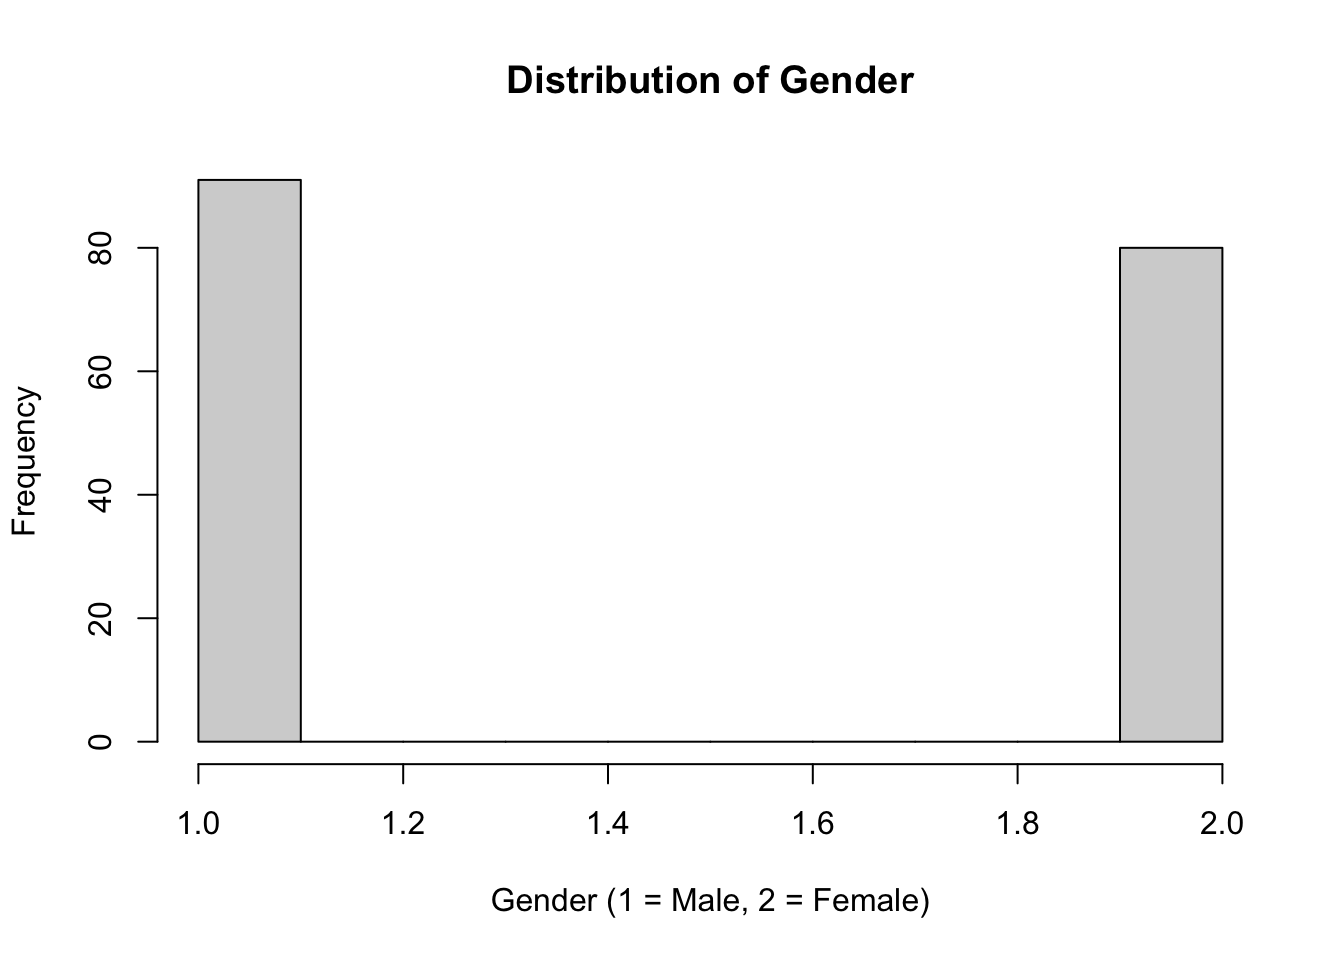 Distribution of Gender
Frequency
80
60
40
20
0
1.0 1.2 1.4 1.6 1.8 2.0
Gender (1 = Male, 2 = Female)